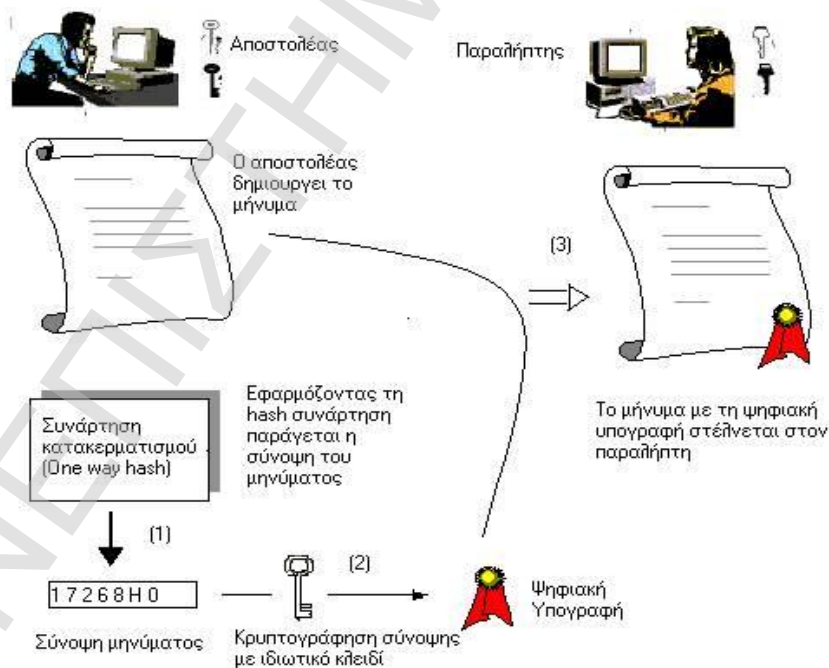 Αποστολέας
Παραλήπτης
Ο αποστολέας
δημιουργει το
μήνυμα
(3)
Εφαρμόζοντας τη
hash συνάρτηση
παράγεται η
σύνοψη του
μηνύματος
Συνάρτηση
κατακερματισμού
(One way hash)
Το μήνυμα με τη ψηφιακή
υπογραφή στέλνεται στον
παραλήπτη
(1)
(2)
17268H0
Ψηφιακή
Υπογραφή
Σύνοψη μηνύματος
Κρυπτογράφηση σύνοψης
με ιδιωτικό κλειδί